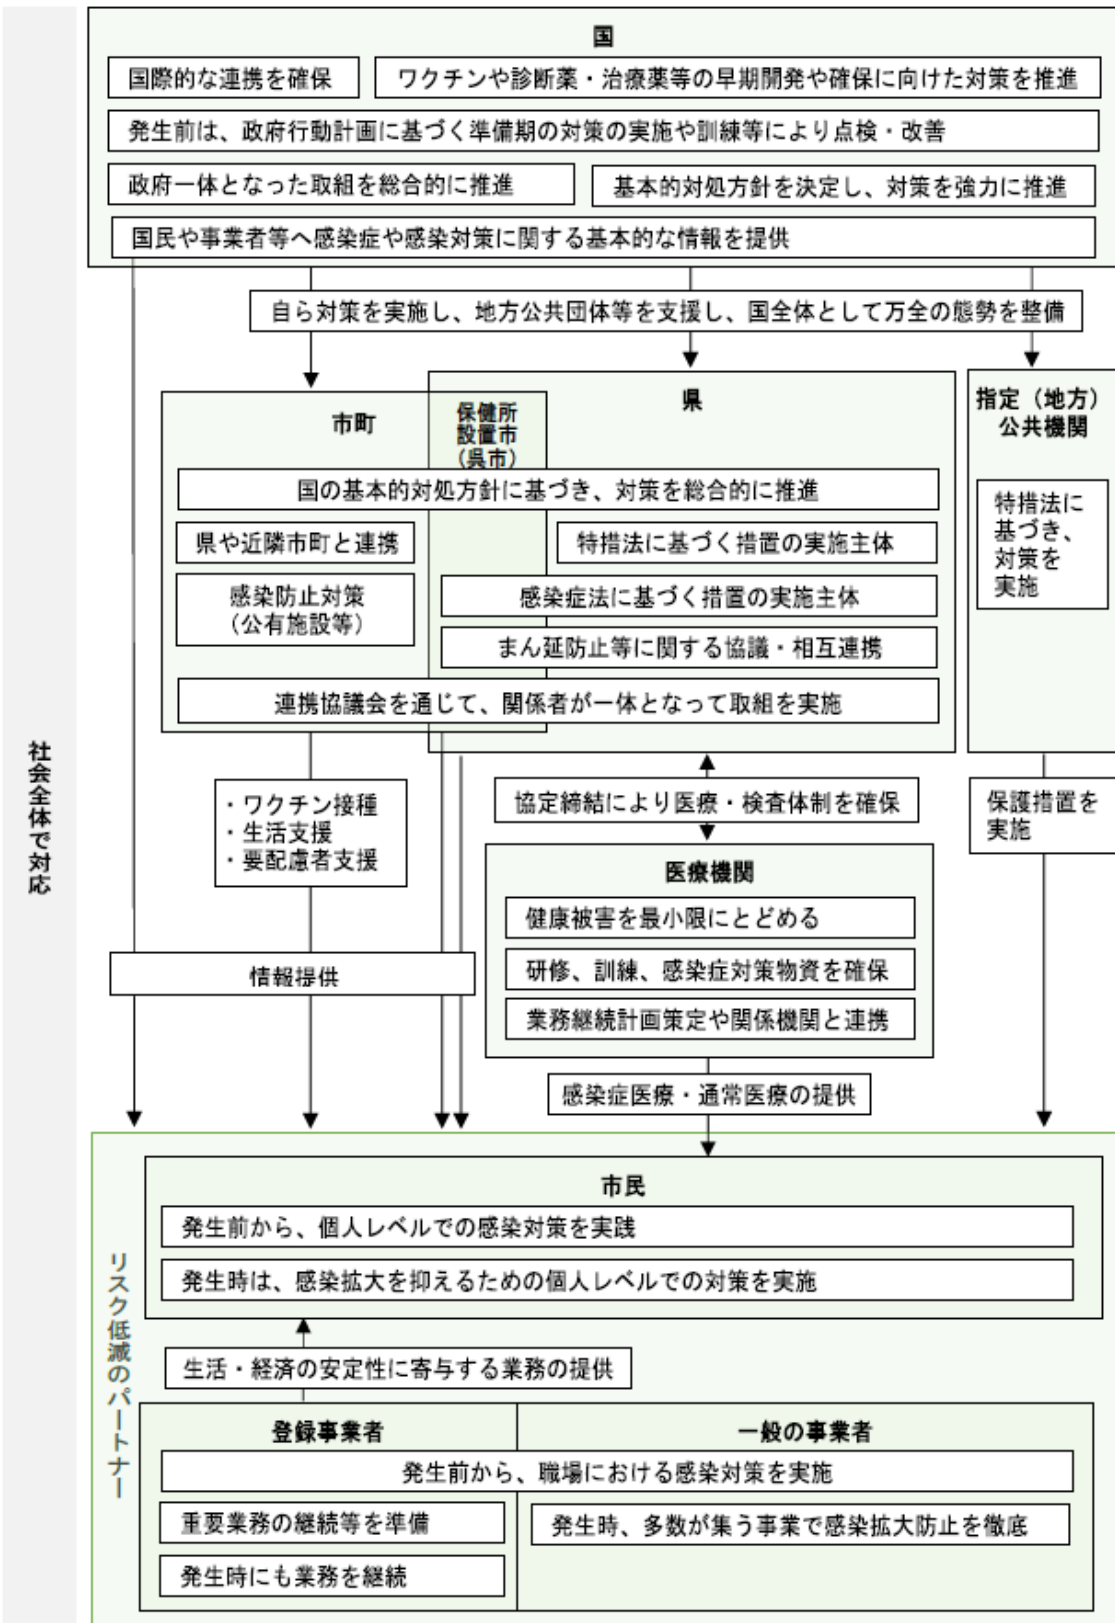 社会全体で対応
国
国際的な連携を確保
ワクチンや診断薬・治療薬等の早期開発や確保に向けた対策を推進
発生前は、政府行動計画に基づく準備期の対策の実施や訓練等により点検・改善
政府一体となった取組を総合的に推進
基本的対処方針を決定し、対策を強力に推進
国民や事業者等へ感染症や感染対策に関する基本的な情報を提供
自ら対策を実施し、地方公共団体等を支援し、国全体として万全の態勢を整備
市町
保健所
設置市
(呉市)
県
指定（地方）
公共機関
国の基本的対処方針に基づき、対策を総合的に推進
県や近隣市町と連携
特措法に基づく措置の実施主体
感染防止対策
(公有施設等)
感染症法に基づく措置の実施主体
まん延防止等に関する協議・相互連携
連携協議会を通じて、関係者が一体となって取組を実施
特措法に
基づき、
対策を
実施
・ワクチン接種
・生活支援
・要配慮者支援
協定締結により医療・検査体制を確保
保護措置を
実施
医療機関
健康被害を最小限にとどめる
研修、訓練、感染症対策物資を確保
業務継続計画策定や関係機関と連携
情報提供
感染症医療・通常医療の提供
リスク低減のパートナー
市民
発生前から、個人レベルでの感染対策を実践
発生時は、感染拡大を抑えるための個人レベルでの対策を実施
生活・経済の安定性に寄与する業務の提供
登録事業者
一般の事業者
発生前から、職場における感染対策を実施
重要業務の継続等を準備
発生時、多数が集う事業で感染拡大防止を徹底
発生時にも業務を継続